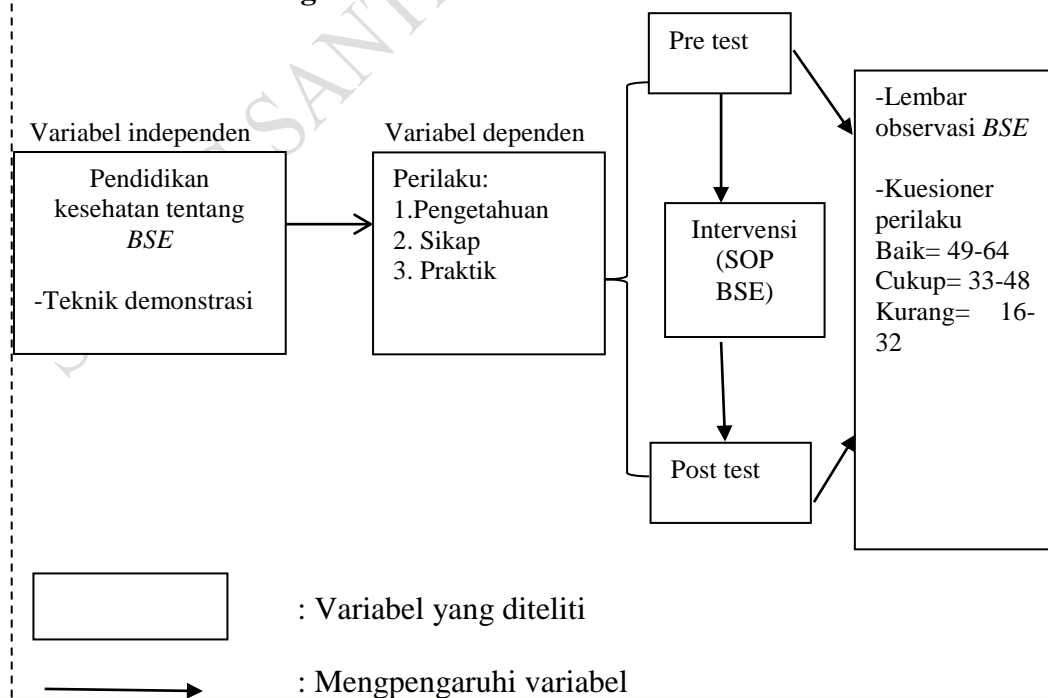 g
SANTI
S
Variabel independen
Pendidikan
kesehatan tentang
BSE
-Teknik demonstrasi
Variabel dependen
Perilaku:
1.Pengetahuan
2. Sikap
3. Praktik
Pre test
Intervensi
(SOP
BSE)
Post test
-Lembar
observasi BSE
-Kuesioner
perilaku
Baik= 49-64
Cukup= 33-48
Kurang= 16-
32
: Variabel yang diteliti
: Mengpengaruhi variabel